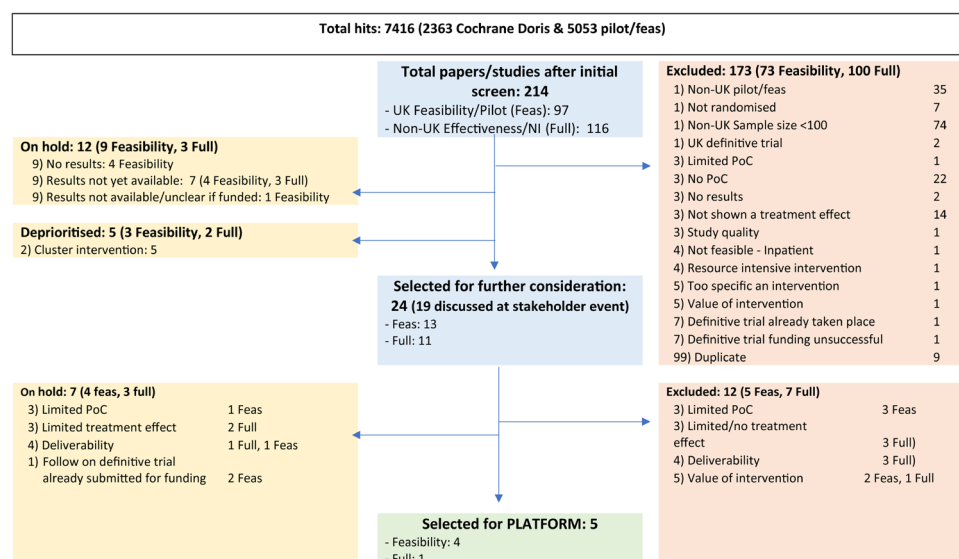 Total hits: 7416 (2363 Cochrane Doris & 5053 pilot/feas)
Total papers/studies after initial
screen: 214
- UK Feasibility/Pilot (Feas): 97
- Non-UK Effectiveness/NI (Full): 116
Excluded: 173 (73 Feasibility, 100 Full)
1) Non-UK pilot/feas 35
1) Not randomised 7
1) Non-UK Sample size <100 74
1) UK definitive trial 2
3) Limited PoC 1
3) No PoC 22
3) No results 2
3) Not shown a treatment effect 14
3) Study quality 1
4) Not feasible - Inpatient 1
4) Resource intensive intervention 1
5) Too specific an intervention 1
5) Value of intervention 1
7) Definitive trial already taken place 1
7) Definitive trial funding unsuccessful 1
99) Duplicate 9
On hold: 12 (9 Feasibility, 3 Full)
9) No results: 4 Feasibility
9) Results not yet available: 7 (4 Feasibility, 3 Full)
9) Results not available/unclear if funded: 1 Feasibility
Deprioritised: 5 (3 Feasibility, 2 Full)
2) Cluster intervention: 5
Selected for further consideration:
24 (19 discussed at stakeholder event)
- Feas: 13
- Full: 11
On hold: 7 (4 feas, 3 full)
3) Limited PoC 1 Feas
3) Limited treatment effect 2 Full
4) Deliverability 1 Full, 1 Feas
1) Follow on definitive trial
already submitted for funding 2 Feas
Excluded: 12 (5 Feas, 7 Full)
3) Limited PoC 3 Feas
3) Limited/no treatment
effect 3 Full)
4) Deliverability 3 Full)
5) Value of intervention 2 Feas, 1 Full
Selected for PLATFORM: 5
- Feasibility: 4
- Full: 1